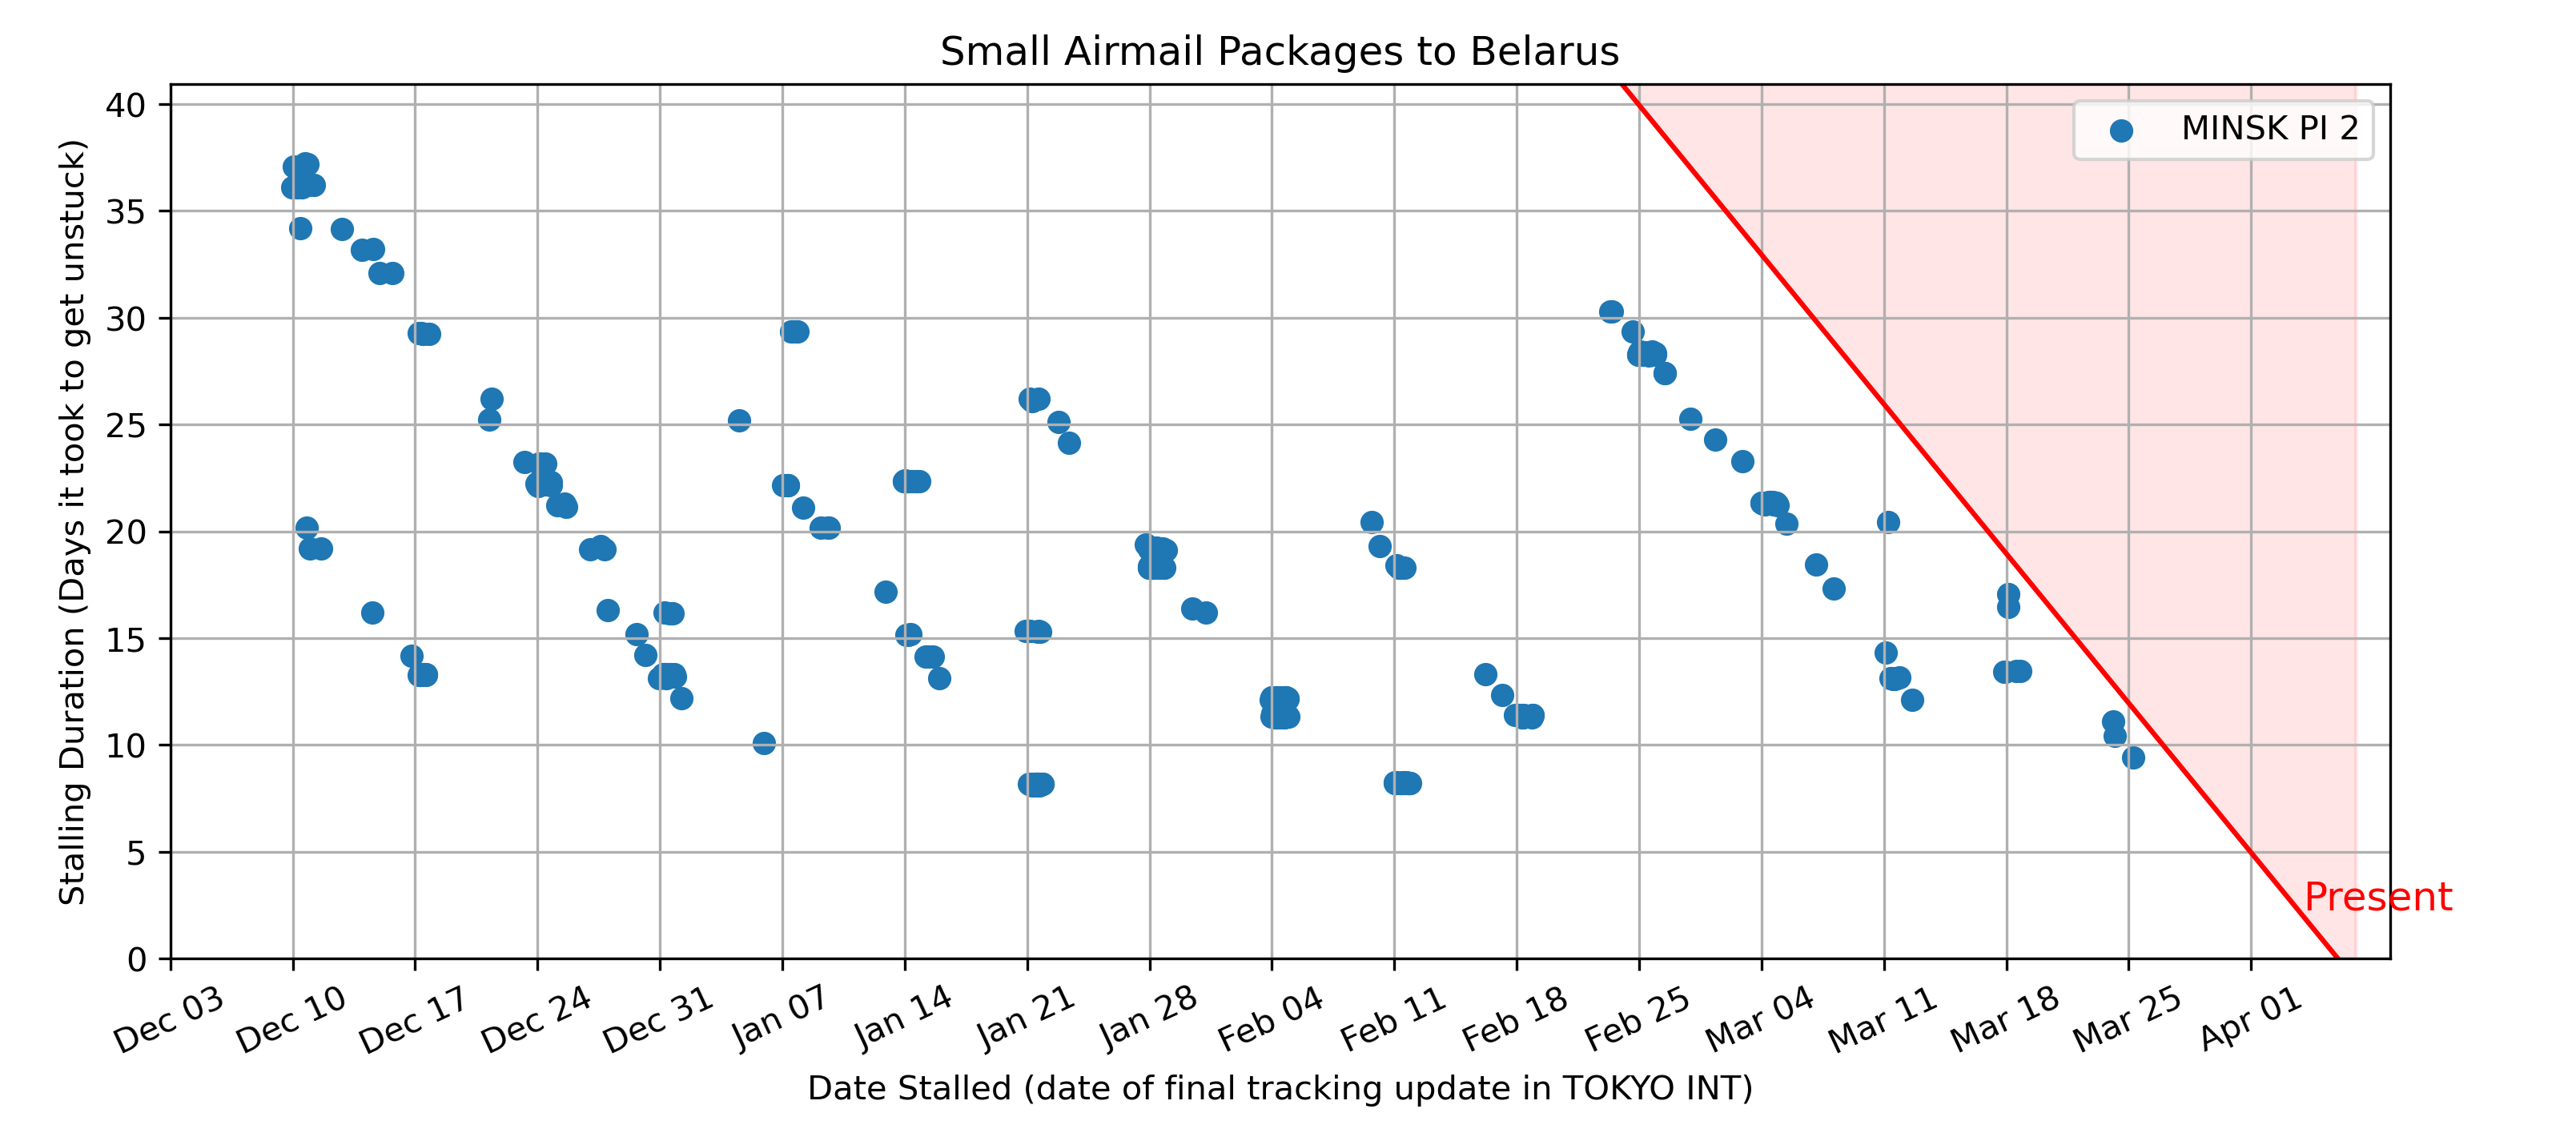 Small Airmail Packages to Belarus
MINSK PI 2
Stalling Duration (Days it took to get unstuck)
40
35
30
25
20
15
10
5
0
Present
Dec 03
Dec 10
Dec 17
Dec 24
Dec 31
Jan 07
Jan 14
Jan 21
Jan 28
Feb 04
Feb 11
Feb 18
Feb 25
Mar 04
Mar 11
Mar 18
Mar 25
Apr 01
Date Stalled (date of final tracking update in TOKYO INT)